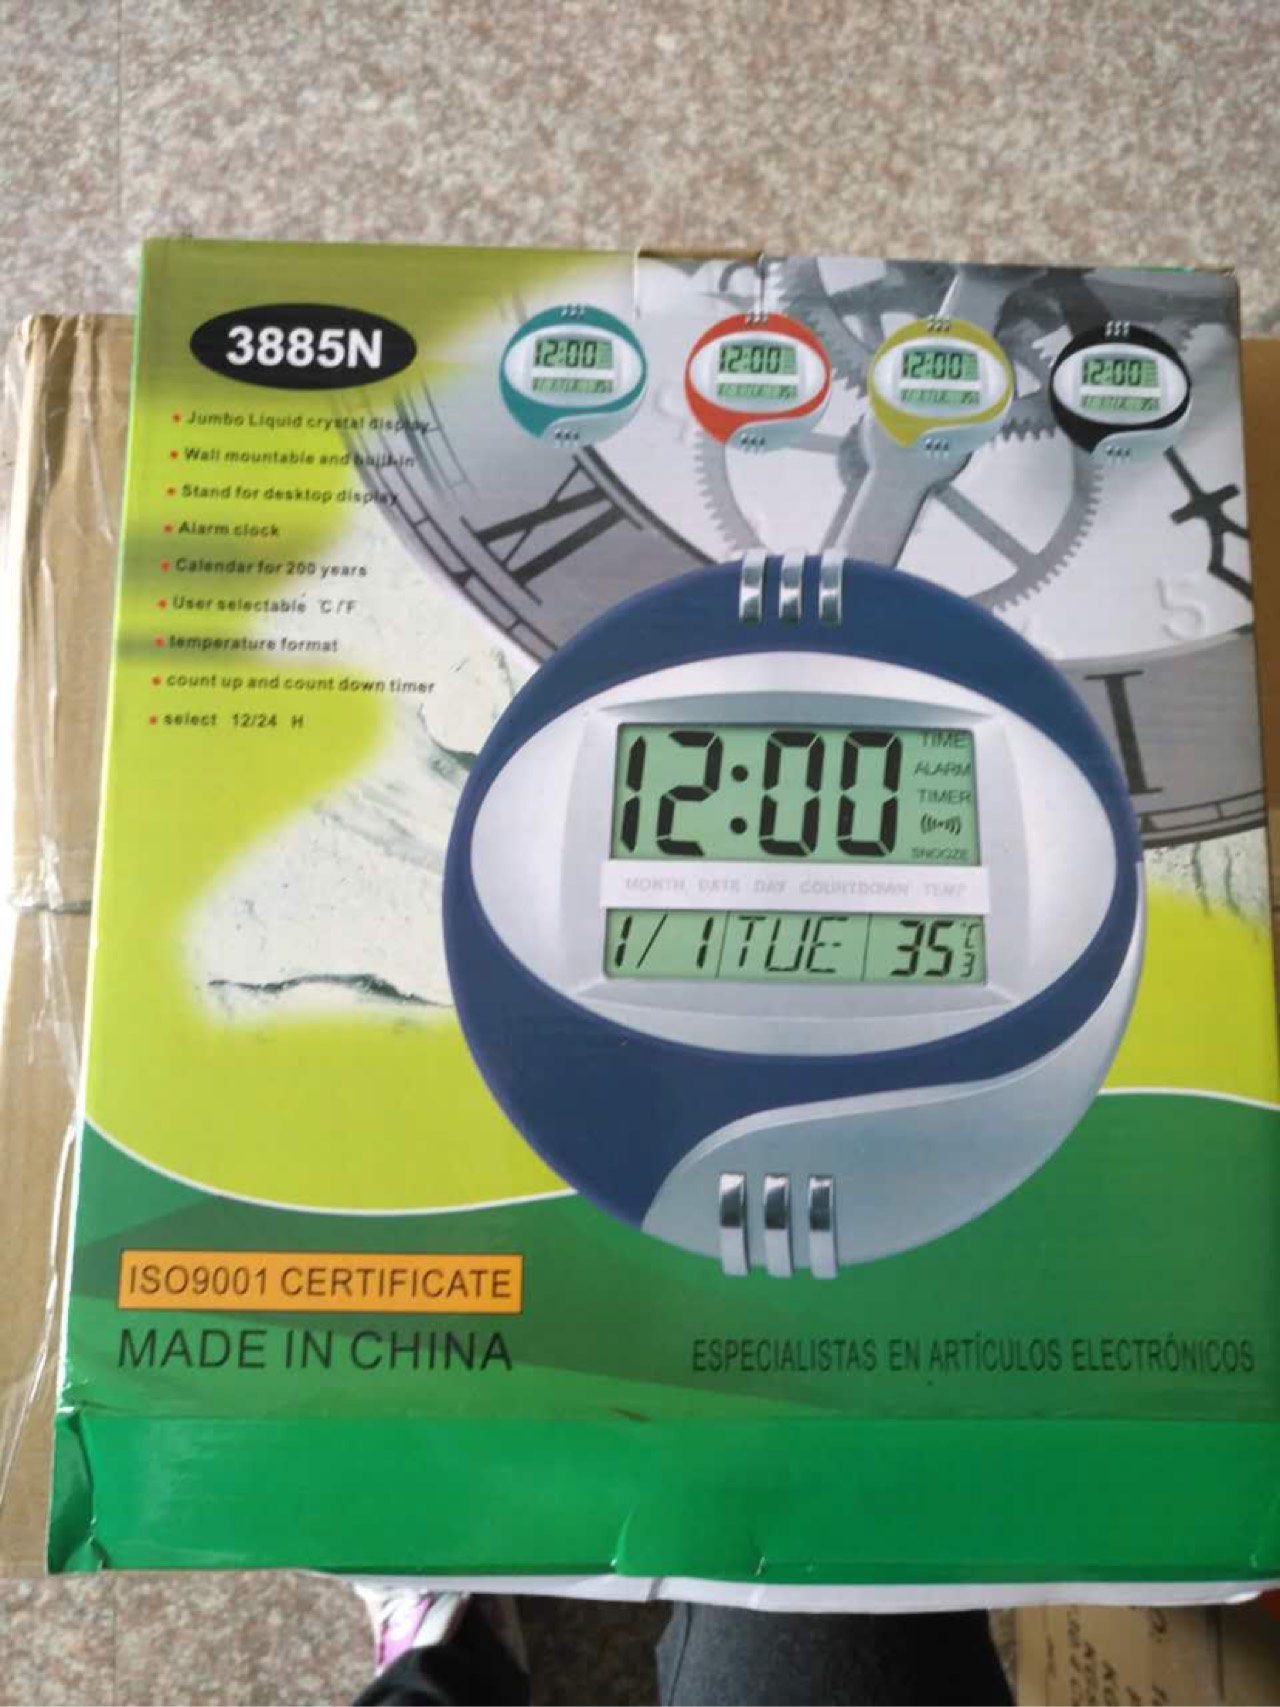 3885N
12:00
12:00
12:00
12:00
Jumbo Liquid crystal display
Wall mountable and built-in
Stand for desktop display
Alarm clock
Calendar for 200 years
User selectable °C/F
temperature format
count up and count down timer
select 12/24 H
12:00
TIME
ALARM
TIMER
SNOOZE
MONTH DATE DAY COUNTDOWN TEMP
1/1 TUE 35
ISO9001 CERTIFICATE
MADE IN CHINA
ESPECIALISTAS EN ARTÍCULOS ELECTRÓNICOS